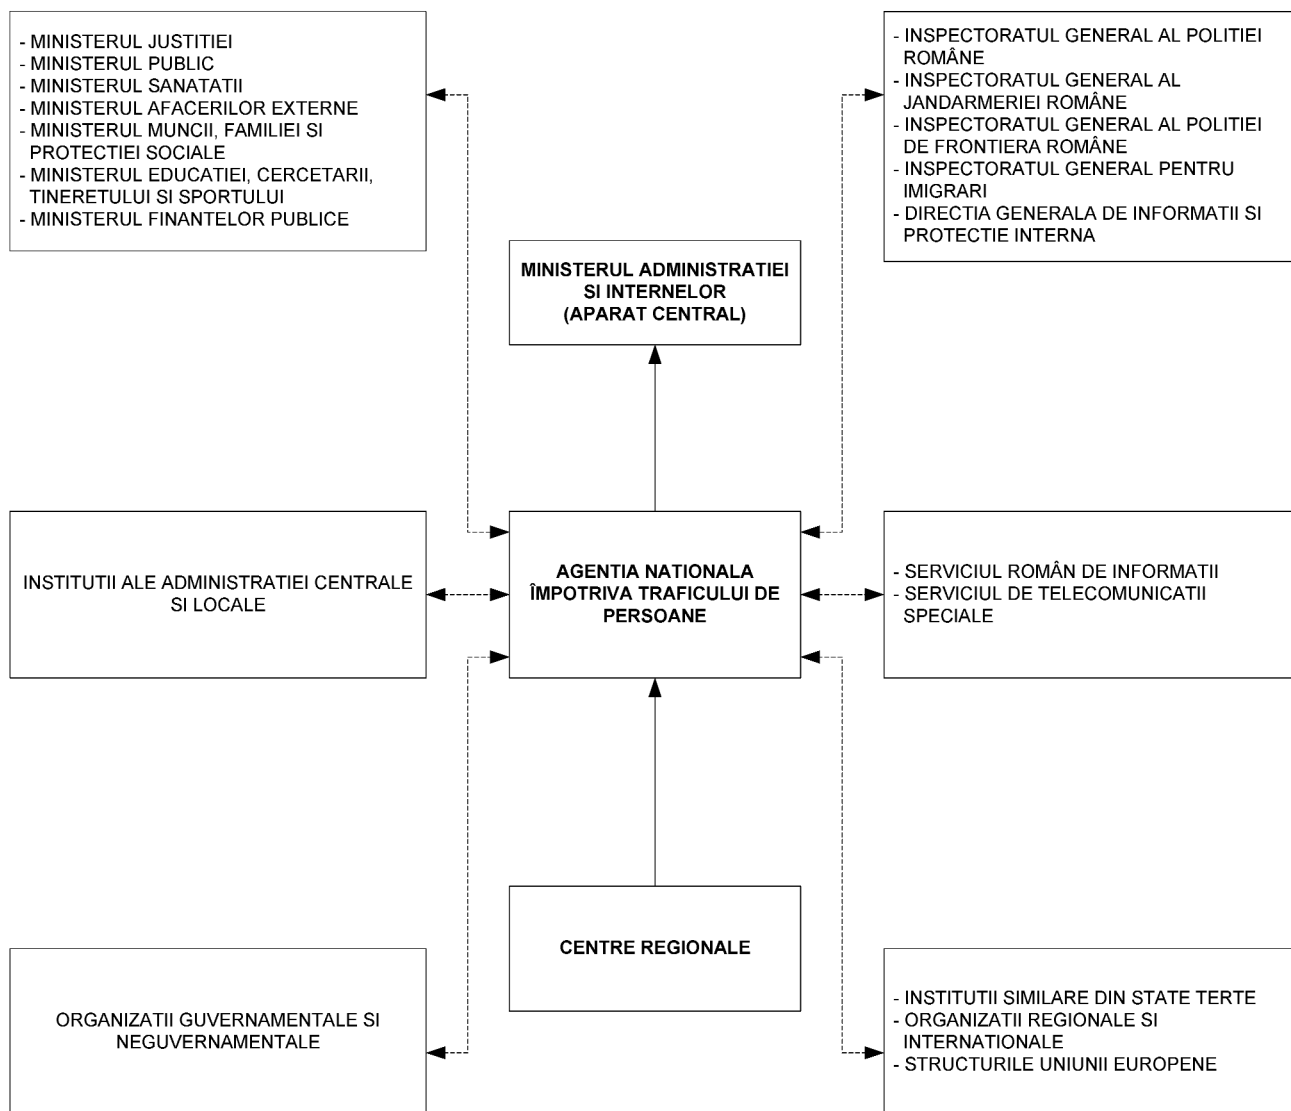 - MINISTERUL JUSTITIEI
- MINISTERUL PUBLIC
- MINISTERUL SANATATII
- MINISTERUL AFACERILOR EXTERNE
- MINISTERUL MUNCII, FAMILIEI SI
PROTECTIEI SOCIALE
- MINISTERUL EDUCATIEI, CERCETARII,
TINERETULUI SI SPORTULUI
- MINISTERUL FINANTELOR PUBLICE
- INSPECTORATUL GENERAL AL POLITIEI
ROMÂNE
- INSPECTORATUL GENERAL AL
JANDARMERIEI ROMÂNE
- INSPECTORATUL GENERAL AL POLITIEI
DE FRONTIERA ROMÂNE
- INSPECTORATUL GENERAL PENTRU
IMIGRARI
- DIRECTIA GENERALA DE INFORMATII SI
PROTECTIE INTERNA
MINISTERUL ADMINISTRATIEI
SI INTERNELOR
(APARAT CENTRAL)
INSTITUTII ALE ADMINISTRATIEI CENTRALE
SI LOCALE
AGENTIA NATIONALA
ÎMPOTRIVA TRAFICULUI DE
PERSOANE
- SERVICIUL ROMÂN DE INFORMATII
- SERVICIUL DE TELECOMUNICATII
SPECIALE
CENTRE REGIONALE
ORGANIZATII GUVERNAMENTALE SI
NEGUVERNAMENTALE
- INSTITUTII SIMILARE DIN STATE TERTE
- ORGANIZATII REGIONALE SI
INTERNATIONALE
- STRUCTURILE UNIUNII EUROPENE